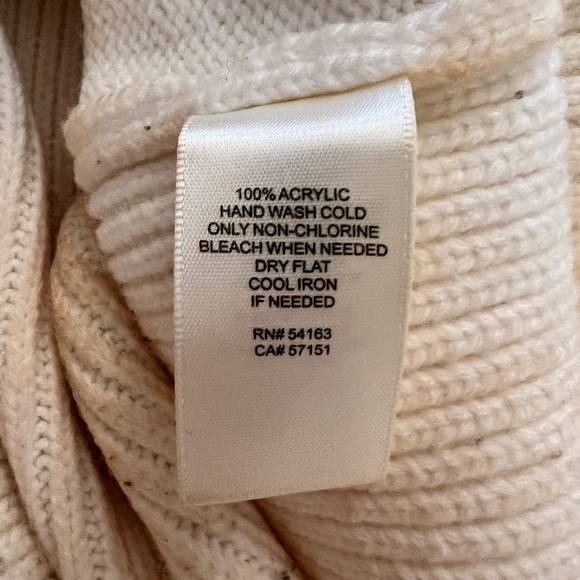 100% ACRYLIC
HAND WASH COLD
ONLY NON-CHLORINE
BLEACH WHEN NEEDED
DRY FLAT
COOL IRON
IF NEEDED
RN# 54163
CA# 57151